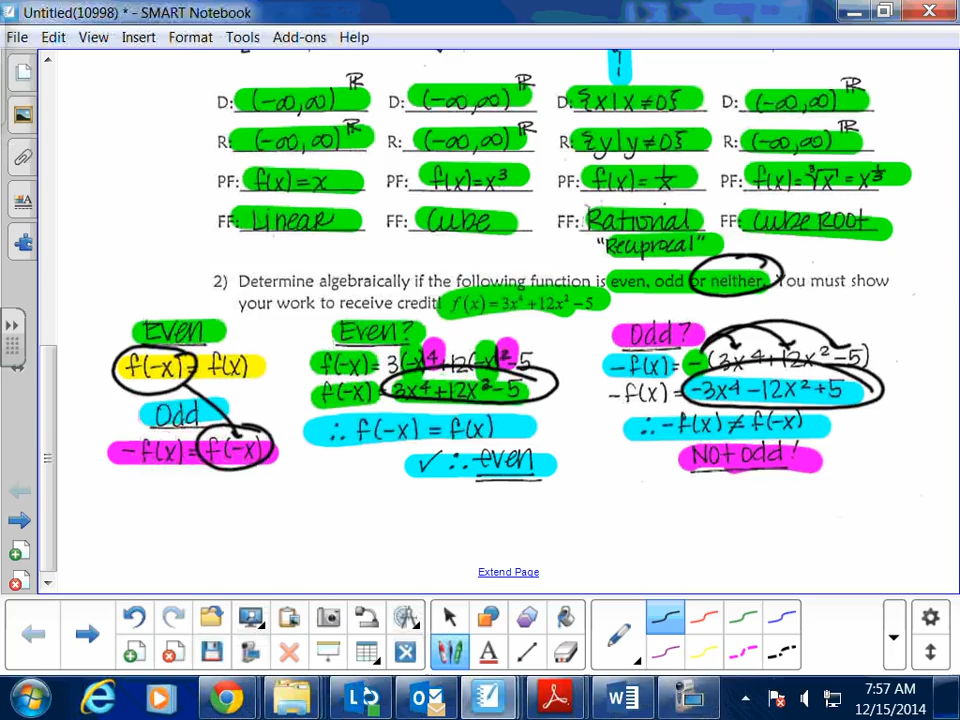 Untitled(10998) * - SMART Notebook
File Edit View Insert Format Tools Add-ons Help
D: (-∞,∞) ℝ D: (-∞,∞) ℝ D: {x|x≠0} D: (-∞,∞) ℝ
R: (-∞,∞) ℝ R: (-∞,∞) ℝ R: {y|y≠0} R: (-∞,∞) ℝ
PF: f(x)=x PF: f(x)=x³ PF: f(x)=1/x PF: f(x)=∛x=x^(1/3)
FF: Linear FF: Cube FF: Rational FF: Cube Root
"Reciprocal"
2) Determine algebraically if the following function is even, odd or neither. You must show
your work to receive credit! f(x)=3x⁴+12x²-5
Even Even? Odd?
f(-x)=f(x) f(-x)=3(-x)⁴+12(-x)²-5 -f(x)=-(3x⁴+12x²-5)
f(-x)=3x⁴+12x²-5 -f(x)=-3x⁴-12x²+5
Odd ∴ f(-x)=f(x) ∴ -f(x)≠f(-x)
-f(x)=f(-x) ✓ ∴ even Not odd!
Extend Page
7:57 AM
12/15/2014